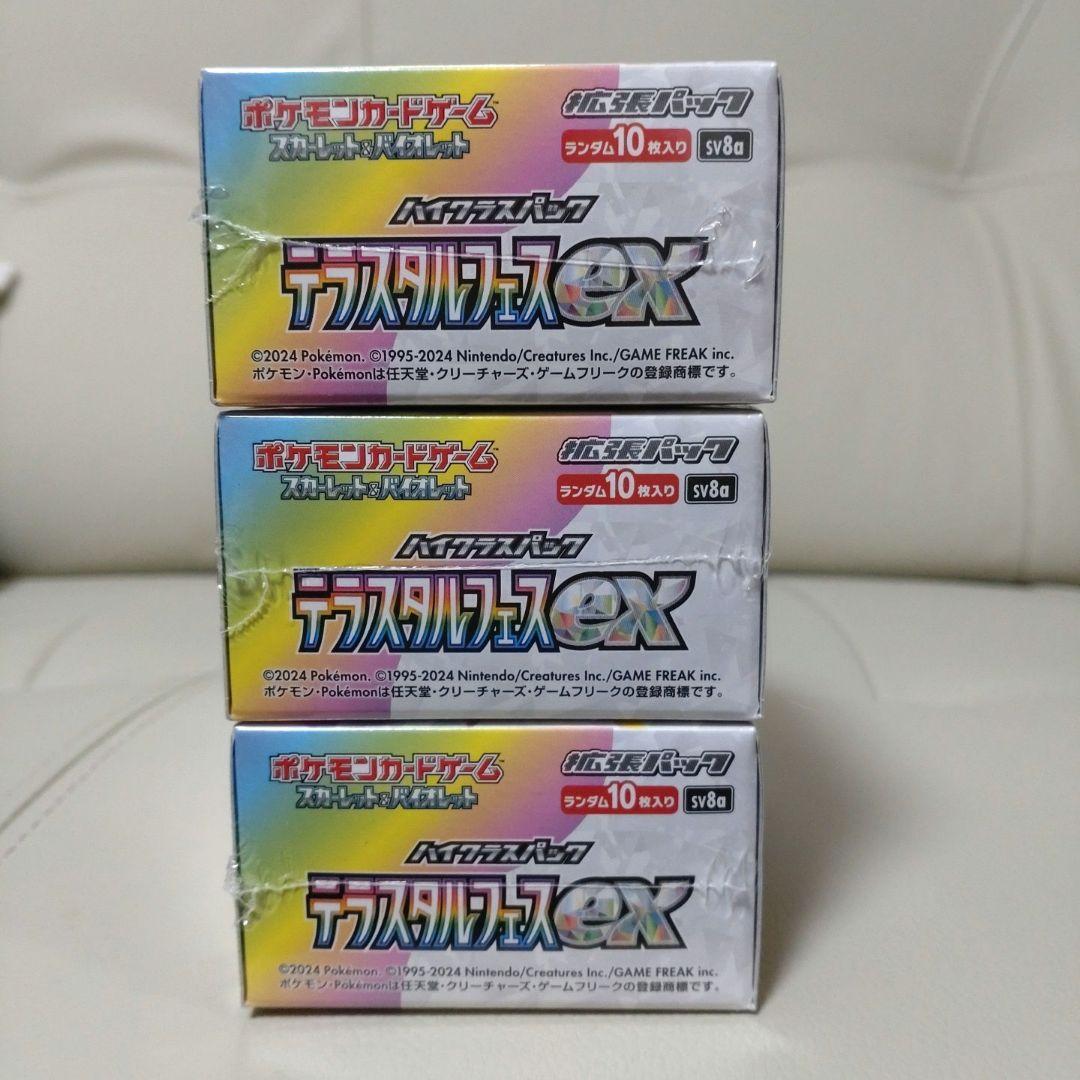 ポケモンカードゲーム™
スカーレット&バイオレット
拡張パック
ランダム10枚入り sv8a
ハイクラスパック
テラスタルフェスex
©2024 Pokémon. ©1995-2024 Nintendo/Creatures Inc./GAME FREAK inc.
ポケモン・Pokémonは任天堂・クリーチャーズ・ゲームフリークの登録商標です。
ポケモンカードゲーム™
スカーレット&バイオレット
拡張パック
ランダム10枚入り sv8a
ハイクラスパック
テラスタルフェスex
©2024 Pokémon. ©1995-2024 Nintendo/Creatures Inc./GAME FREAK inc.
ポケモン・Pokémonは任天堂・クリーチャーズ・ゲームフリークの登録商標です。
ポケモンカードゲーム™
スカーレット&バイオレット
拡張パック
ランダム10枚入り sv8a
ハイクラスパック
テラスタルフェスex
©2024 Pokémon. ©1995-2024 Nintendo/Creatures Inc./GAME FREAK inc.
ポケモン・Pokémonは任天堂・クリーチャーズ・ゲームフリークの登録商標です。